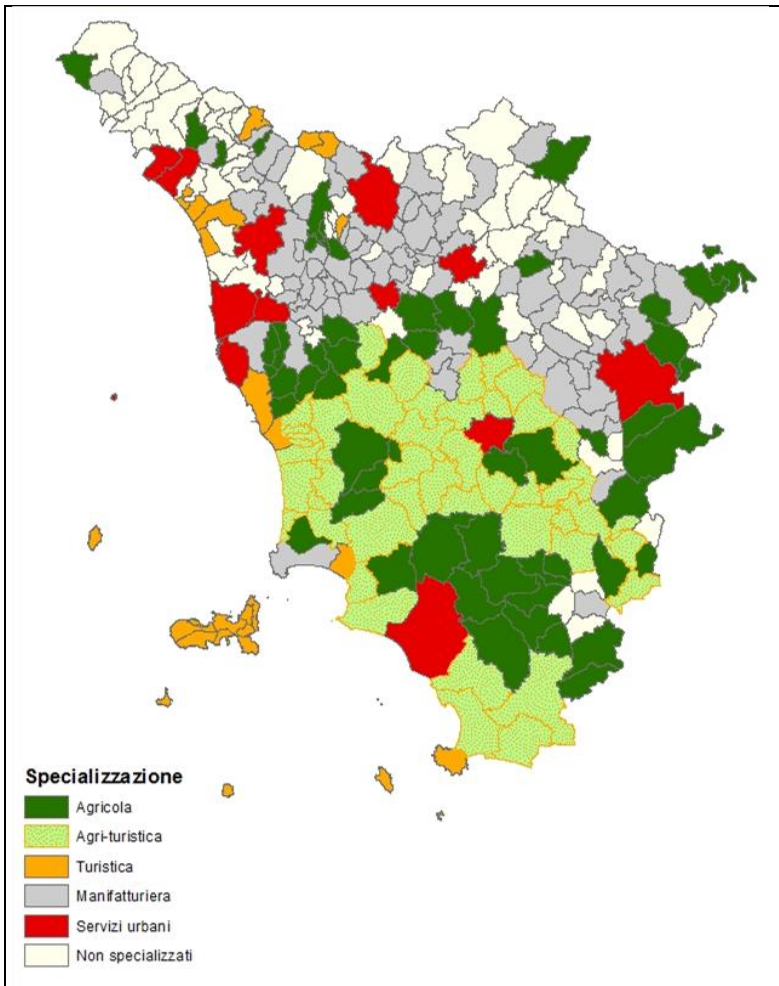 Specializzazione
Agricola
Agri-turistica
Turistica
Manifatturiera
Servizi urbani
Non specializzati